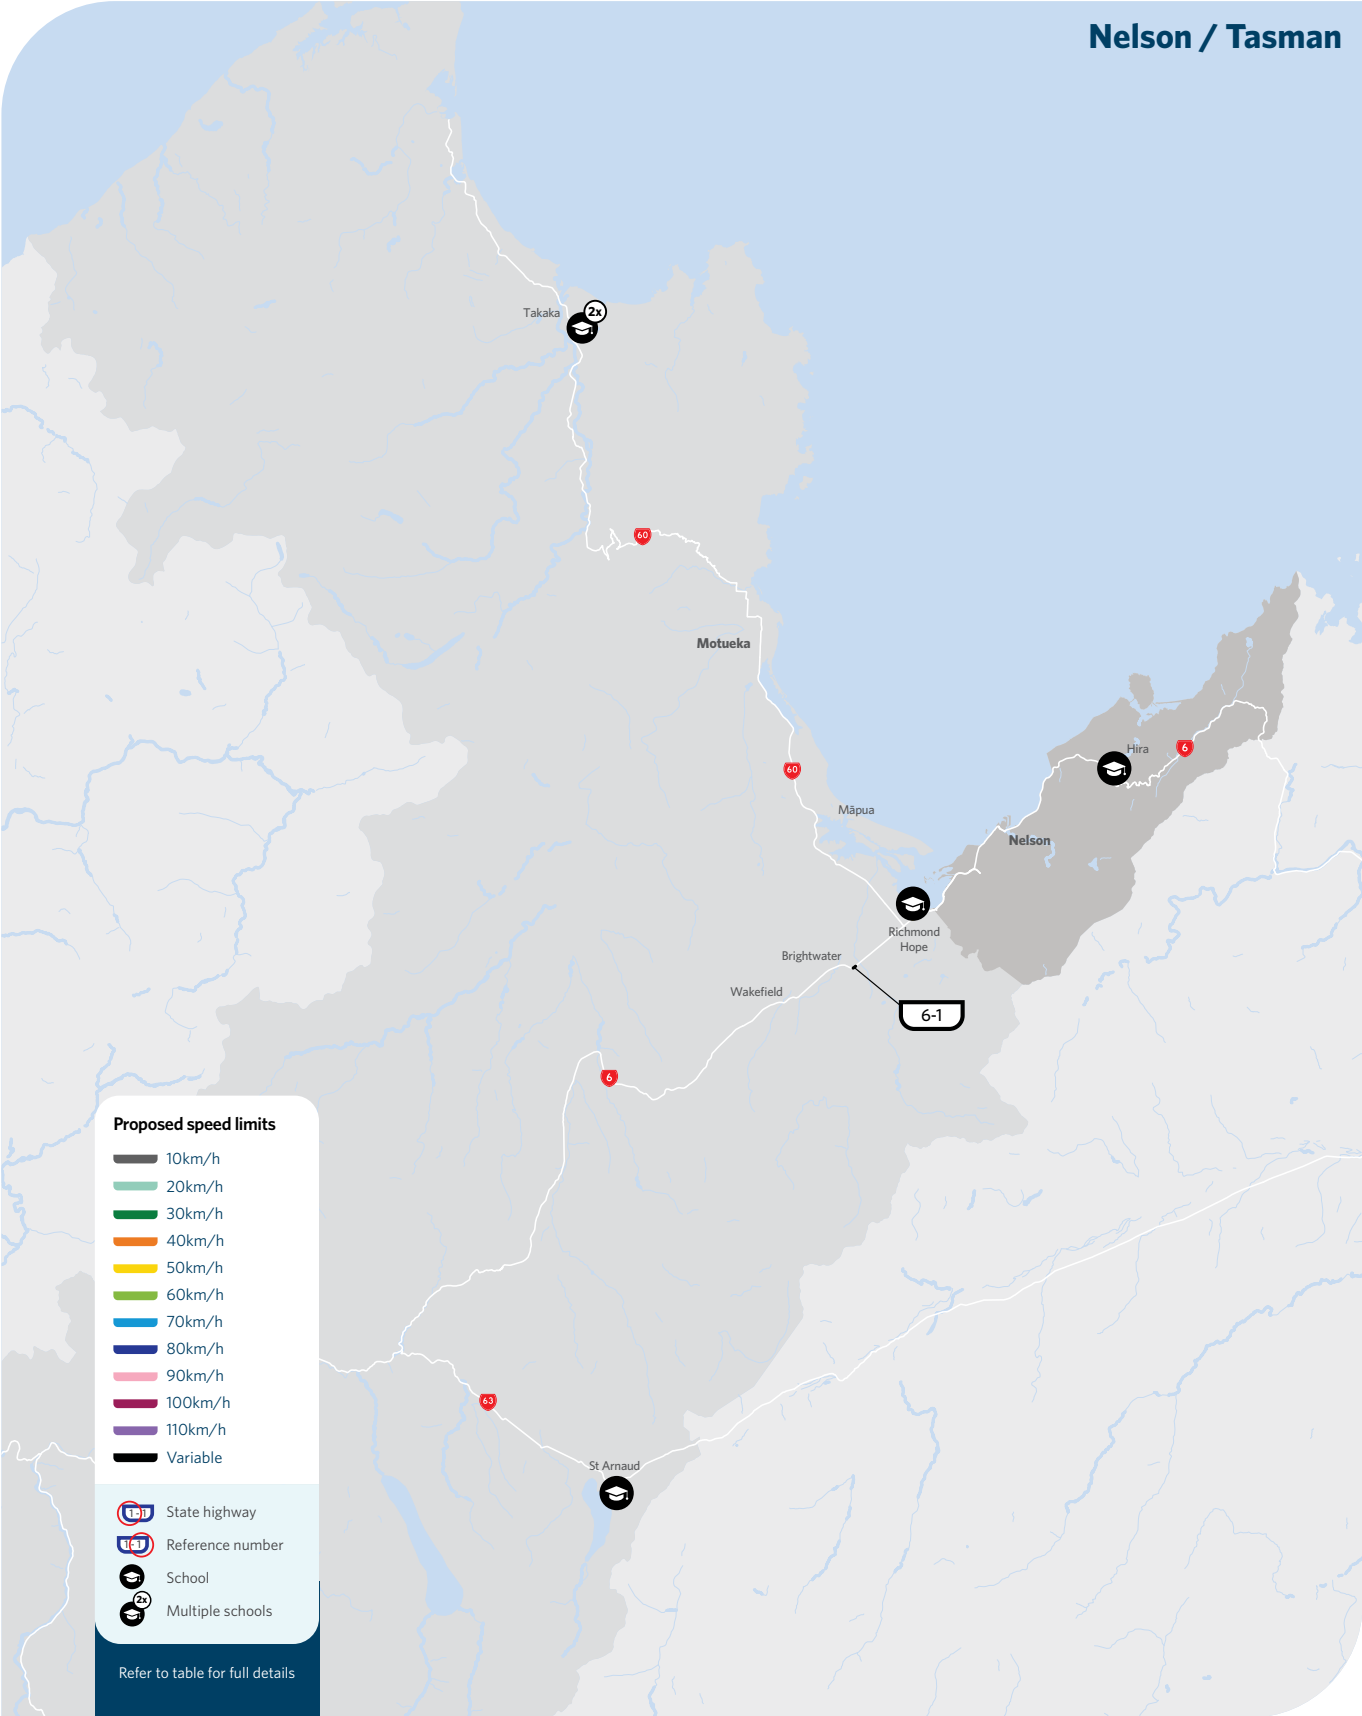 Nelson / Tasman
2x
Takaka
60
Motueka
Hira
6
60
Māpua
Nelson
Richmond
Hope
Brightwater
Wakefield
6-1
6
63
St Arnaud
Proposed speed limits
10km/h
20km/h
30km/h
40km/h
50km/h
60km/h
70km/h
80km/h
90km/h
100km/h
110km/h
Variable
1 - 1 State highway
1 - 1 Reference number
School
2x
Multiple schools
Refer to table for full details